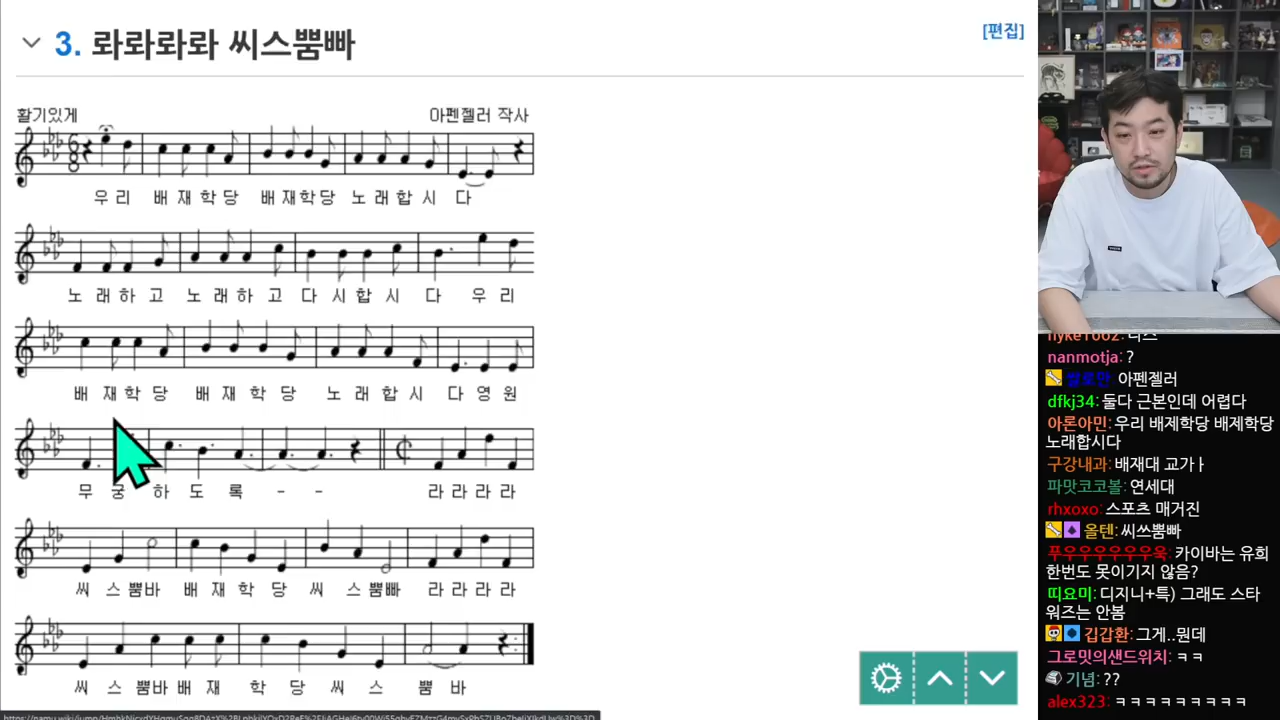 3. 롸롸롸롸 씨스뿜빠
[편집]
활기있게
아펜젤러 작사
우리 배재학당 배재학당 노래합시다
노래하고 노래하고 다시합시다 우리
배재학당 배재학당 노래합시다 영원
무궁하도록 - - 라라라라
씨스뿜바 배재학당 씨스뿜빠 라라라라
씨스뿜바 배재학당 씨스뿜바
nanmotja: ?
아펜젤러
dfkj34: 둘다 근본인데 어렵다
아론아민: 우리 배제학당 배제학당
노래합시다
구강내과: 배재대 교가ㅏ
파맛코코볼: 연세대
rhxoxo: 스포츠 매거진
올텐: 씨쓰뿜빠
푸우우우우우우욱: 카이바는 유희
한번도 못이기지 않음?
띠요미: 디지니+특) 그래도 스타
워즈는 안봄
김갑환: 그게..뭔데
그로밋의샌드위치: ㅋㅋ
기념: ??
alex323: ㅋㅋㅋㅋㅋㅋㅋㅋㅋ